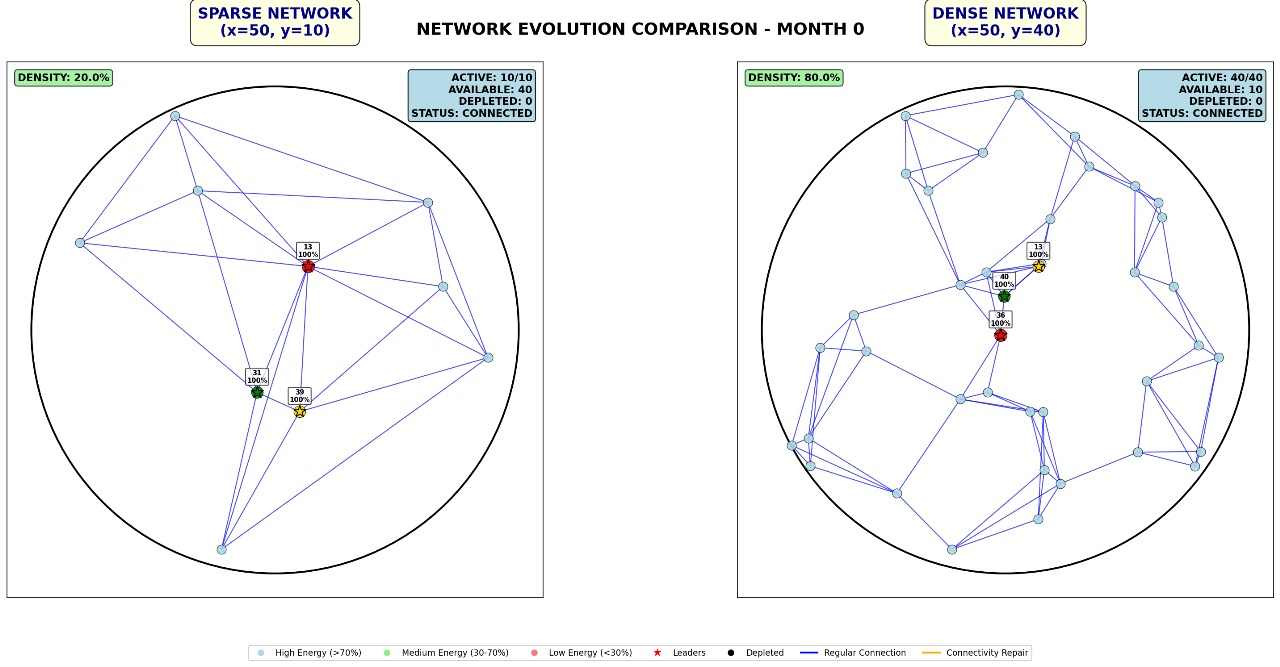 SPARSE NETWORK
(x=50, y=10)
NETWORK EVOLUTION COMPARISON - MONTH 0
DENSE NETWORK
(x=50, y=40)
DENSITY: 20.0%
ACTIVE: 10/10
AVAILABLE: 40
DEPLETED: 0
STATUS: CONNECTED
13
100%
31
100%
39
100%
DENSITY: 80.0%
ACTIVE: 40/40
AVAILABLE: 10
DEPLETED: 0
STATUS: CONNECTED
13
100%
40
100%
36
100%
High Energy (>70%)
Medium Energy (30-70%)
Low Energy (<30%)
Leaders
Depleted
Regular Connection
Connectivity Repair